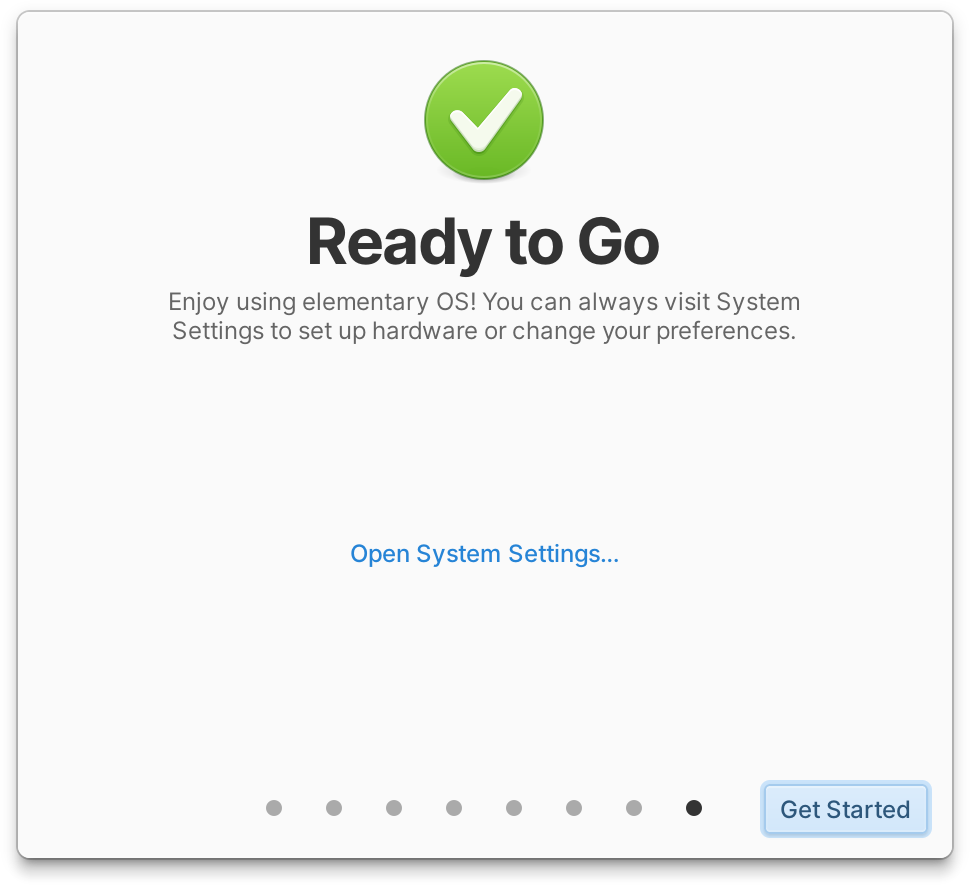 Ready to Go
Enjoy using elementary OS! You can always visit System
Settings to set up hardware or change your preferences.
Open System Settings…
Get Started